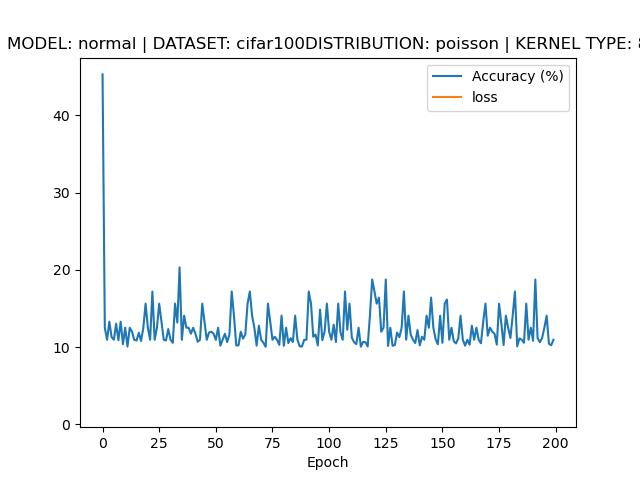 MODEL: normal | DATASET: cifar100DISTRIBUTION: poisson | KERNEL TYPE:
Accuracy (%)
loss
40
30
20
10
0
0 25 50 75 100 125 150 175 200
Epoch